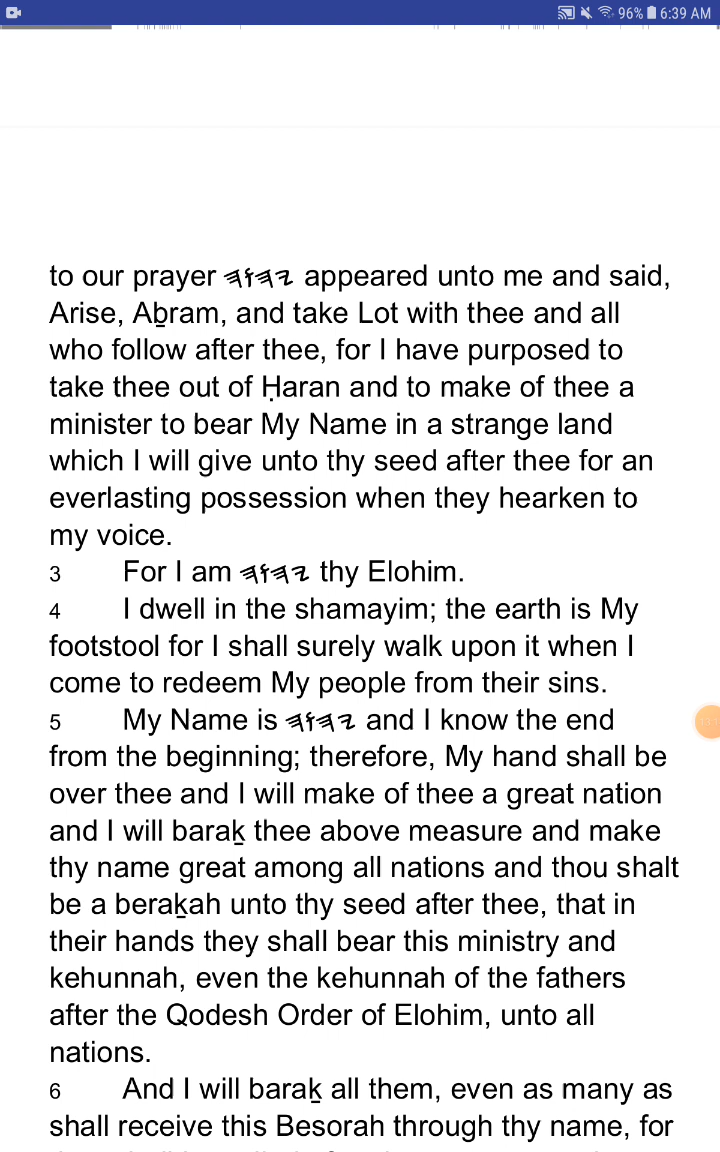 96% 6:39 AM
to our prayer 𐤉𐤄𐤅𐤄 appeared unto me and said,
Arise, Aḇram, and take Lot with thee and all
who follow after thee, for I have purposed to
take thee out of Ḥaran and to make of thee a
minister to bear My Name in a strange land
which I will give unto thy seed after thee for an
everlasting possession when they hearken to
my voice.
3 For I am 𐤉𐤄𐤅𐤄 thy Elohim.
4 I dwell in the shamayim; the earth is My
footstool for I shall surely walk upon it when I
come to redeem My people from their sins.
5 My Name is 𐤉𐤄𐤅𐤄 and I know the end
from the beginning; therefore, My hand shall be
over thee and I will make of thee a great nation
and I will baraḵ thee above measure and make
thy name great among all nations and thou shalt
be a beraḵah unto thy seed after thee, that in
their hands they shall bear this ministry and
kehunnah, even the kehunnah of the fathers
after the Qodesh Order of Elohim, unto all
nations.
6 And I will baraḵ all them, even as many as
shall receive this Besorah through thy name, for